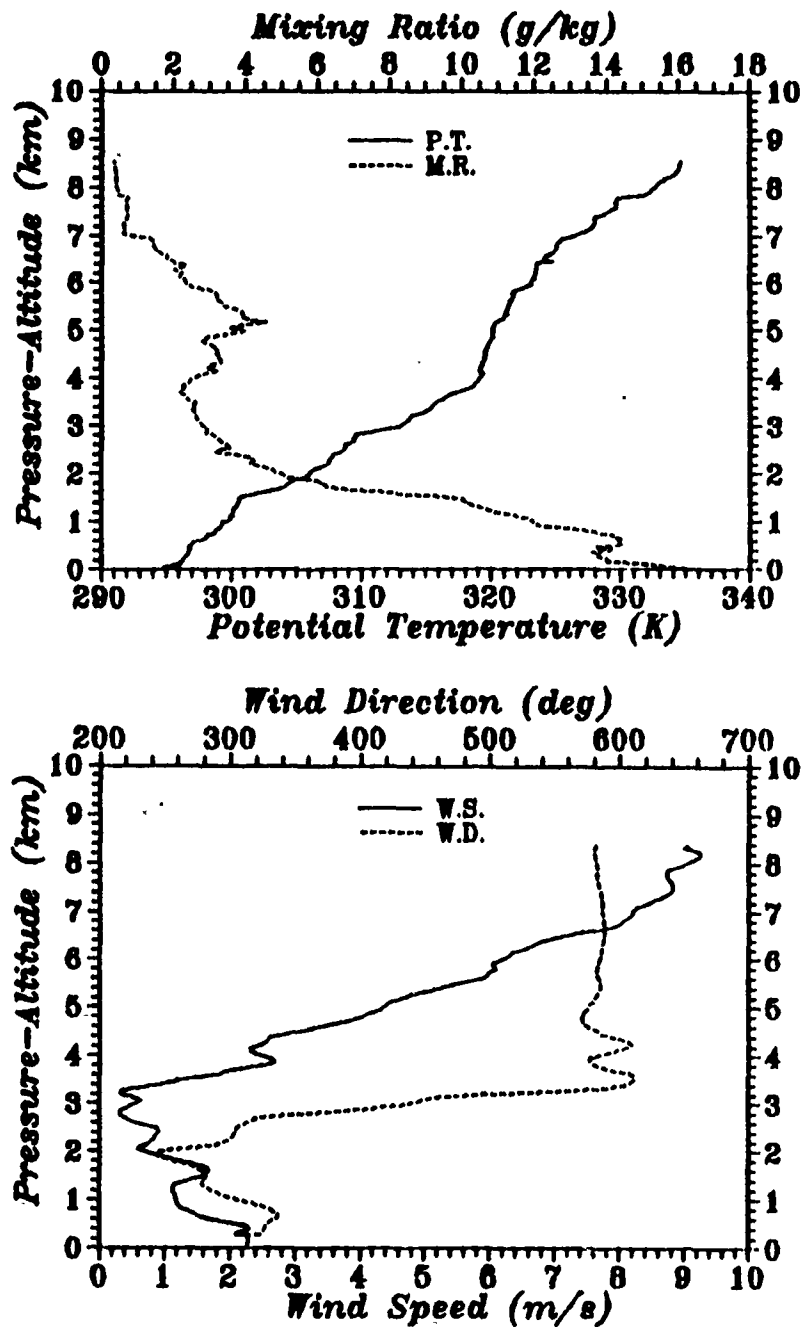 Mixing Ratio (g/kg)
0 2 4 6 8 10 12 14 16 18
Pressure-Altitude (km)
10 10
9 9
8 8
7 7
6 6
5 5
4 4
3 3
2 2
1 1
0 0
P.T.
M.R.
290 300 310 320 330 340
Potential Temperature (K)
Wind Direction (deg)
200 300 400 500 600 700
Pressure-Altitude (km)
10 10
9 9
8 8
7 7
6 6
5 5
4 4
3 3
2 2
1 1
0 0
W.S.
W.D.
0 1 2 3 4 5 6 7 8 9 10
Wind Speed (m/s)